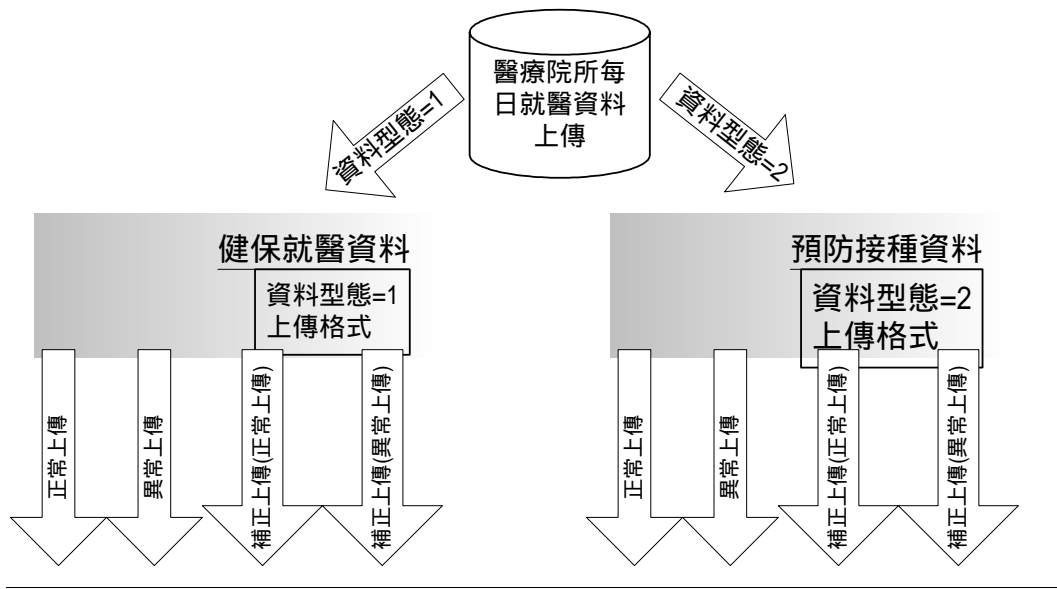 醫療院所每
日就醫資料
上傳
資料型態=1
資料型態=2
健保就醫資料
資料型態=1
上傳格式
預防接種資料
資料型態=2
上傳格式
正常上傳
異常上傳
補正上傳(正常上傳)
補正上傳(異常上傳)
正常上傳
異常上傳
補正上傳(正常上傳)
補正上傳(異常上傳)